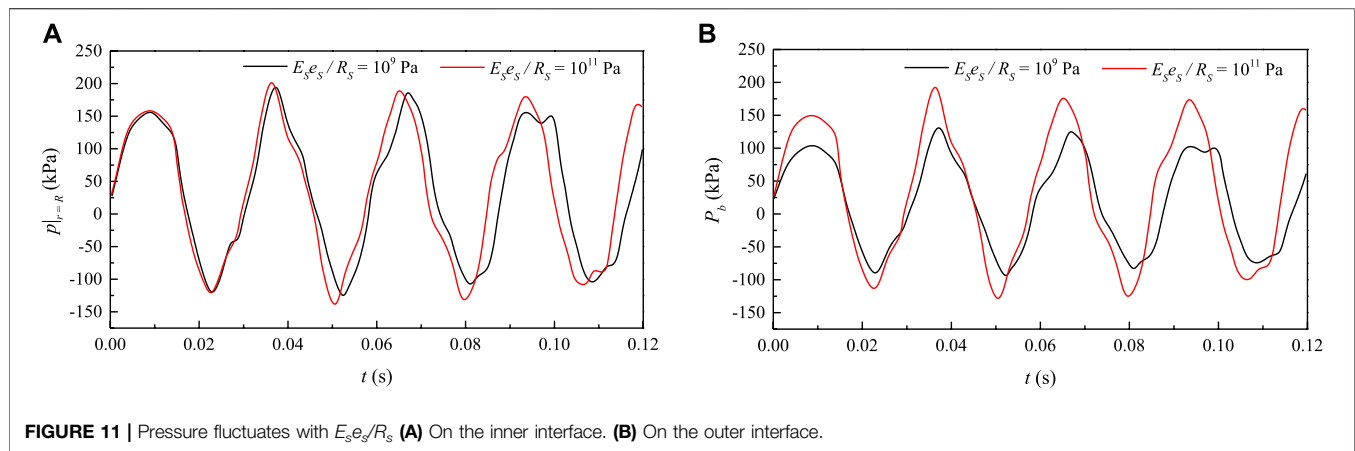 A
250
200
150
100
50
0
-50
-100
-150
p|r = R (kPa)
ESeS / RS = 10^9 Pa
ESeS / RS = 10^11 Pa
0.00 0.02 0.04 0.06 0.08 0.10 0.12
t (s)
B
250
200
150
100
50
0
-50
-100
-150
Pb (kPa)
ESeS / RS = 10^9 Pa
ESeS / RS = 10^11 Pa
0.00 0.02 0.04 0.06 0.08 0.10 0.12
t (s)
FIGURE 11 | Pressure fluctuates with Eses/Rs (A) On the inner interface. (B) On the outer interface.